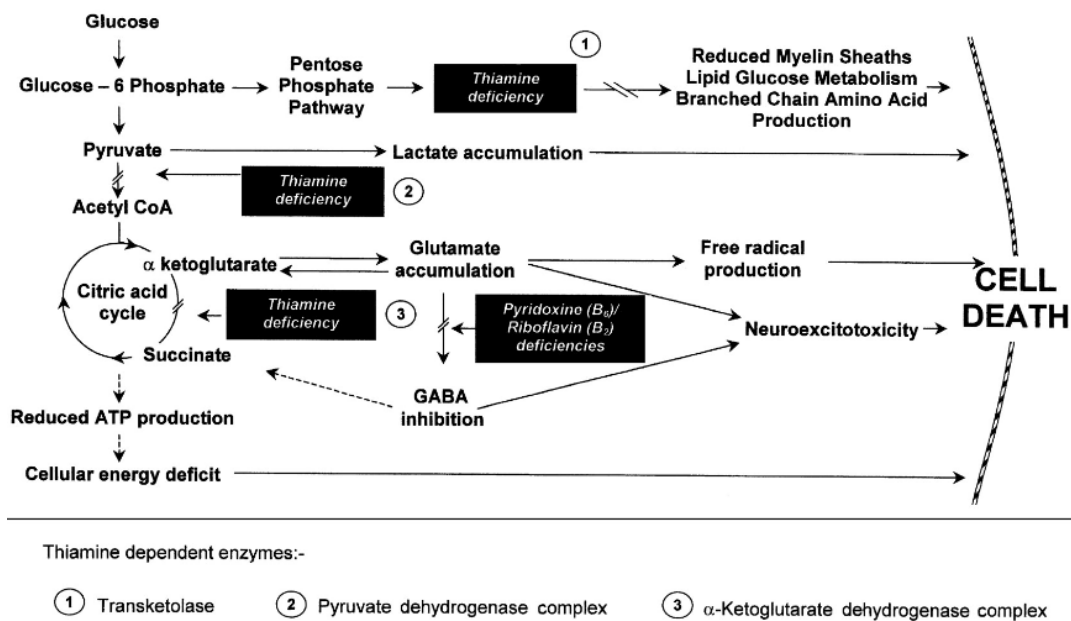 Glucose
Glucose – 6 Phosphate
Pentose
Phosphate
Pathway
Thiamine
deficiency
1
Reduced Myelin Sheaths
Lipid Glucose Metabolism
Branched Chain Amino Acid
Production
Pyruvate
Lactate accumulation
Thiamine
deficiency
2
Acetyl CoA
α ketoglutarate
Glutamate
accumulation
Free radical
production
CELL
DEATH
Citric acid
cycle
Thiamine
deficiency
3
Pyridoxine (B6)/
Riboflavin (B2)
deficiencies
Neuroexcitotoxicity
Succinate
GABA
inhibition
Reduced ATP production
Cellular energy deficit
Thiamine dependent enzymes:-
1 Transketolase
2 Pyruvate dehydrogenase complex
3 α-Ketoglutarate dehydrogenase complex